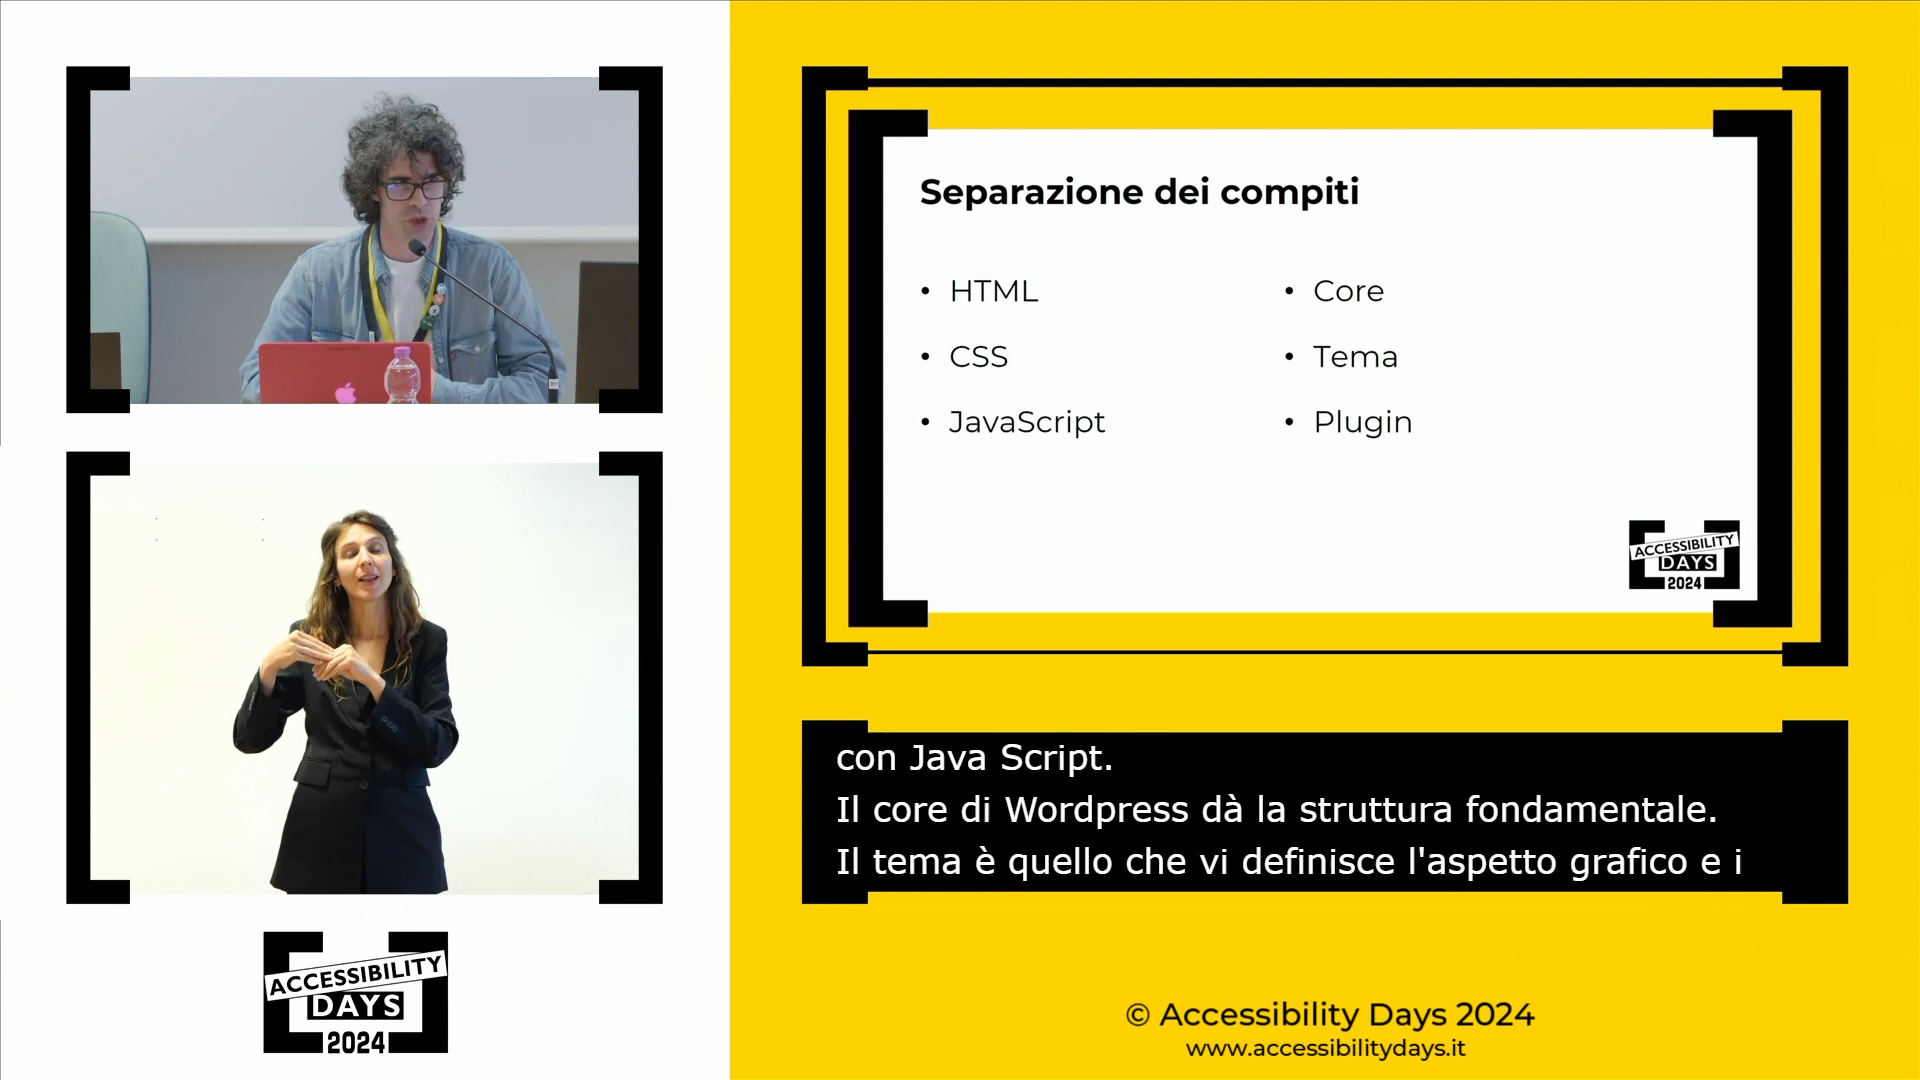 Separazione dei compiti
• HTML
• CSS
• JavaScript
• Core
• Tema
• Plugin
ACCESSIBILITY
DAYS
2024
con Java Script.
Il core di Wordpress dà la struttura fondamentale.
Il tema è quello che vi definisce l'aspetto grafico e i
ACCESSIBILITY
DAYS
2024
© Accessibility Days 2024
www.accessibilitydays.it